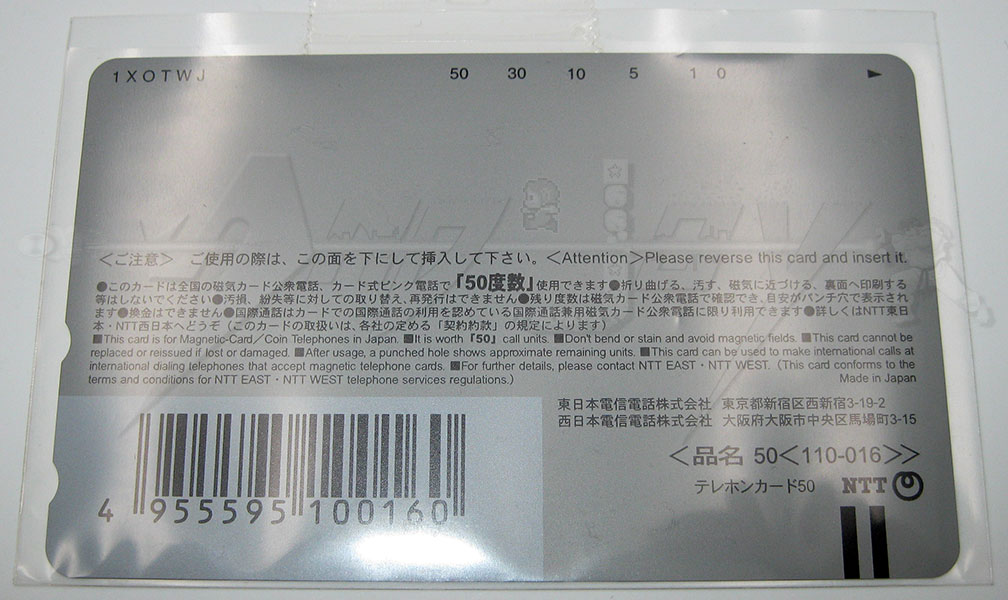 1XOTWJ 50 30 10 5 1 0
＜ご注意＞ ご使用の際は、この面を下にして挿入して下さい。＜Attention＞Please reverse this card and insert it.
●このカードは全国の磁気カード公衆電話、カード式ピンク電話で『50度数』使用できます●折り曲げる、汚す、磁気に近づける、裏面へ印刷する
等はしないでください●汚損、紛失等に対しての取り替え、再発行はできません●残り度数は磁気カード公衆電話で確認でき、目安がパンチ穴で表示されま
す●換金はできません●国際通話はカードでの国際通話の利用を認めている国際通話兼用磁気カード公衆電話に限り利用できます●詳しくはNTT東日
本・NTT西日本へどうぞ（このカードの取扱いは、各社の定める「契約約款」の規定によります）
■This card is for Magnetic-Card／Coin Telephones in Japan. ■It is worth『50』call units. ■Don't bend or stain and avoid magnetic fields. ■This card cannot be
replaced or reissued if lost or damaged. ■After usage, a punched hole shows approximate remaining units. ■This card can be used to make international calls at
international dialing telephones that accept magnetic telephone cards. ■For further details, please contact NTT EAST・NTT WEST. (This card conforms to the
terms and conditions for NTT EAST・NTT WEST telephone services regulations.) Made in Japan
東日本電信電話株式会社 東京都新宿区西新宿3-19-2
西日本電信電話株式会社 大阪府大阪市中央区馬場町3-15
＜品名 50＜110-016＞＞
テレホンカード50 NTT
4 955595 100160